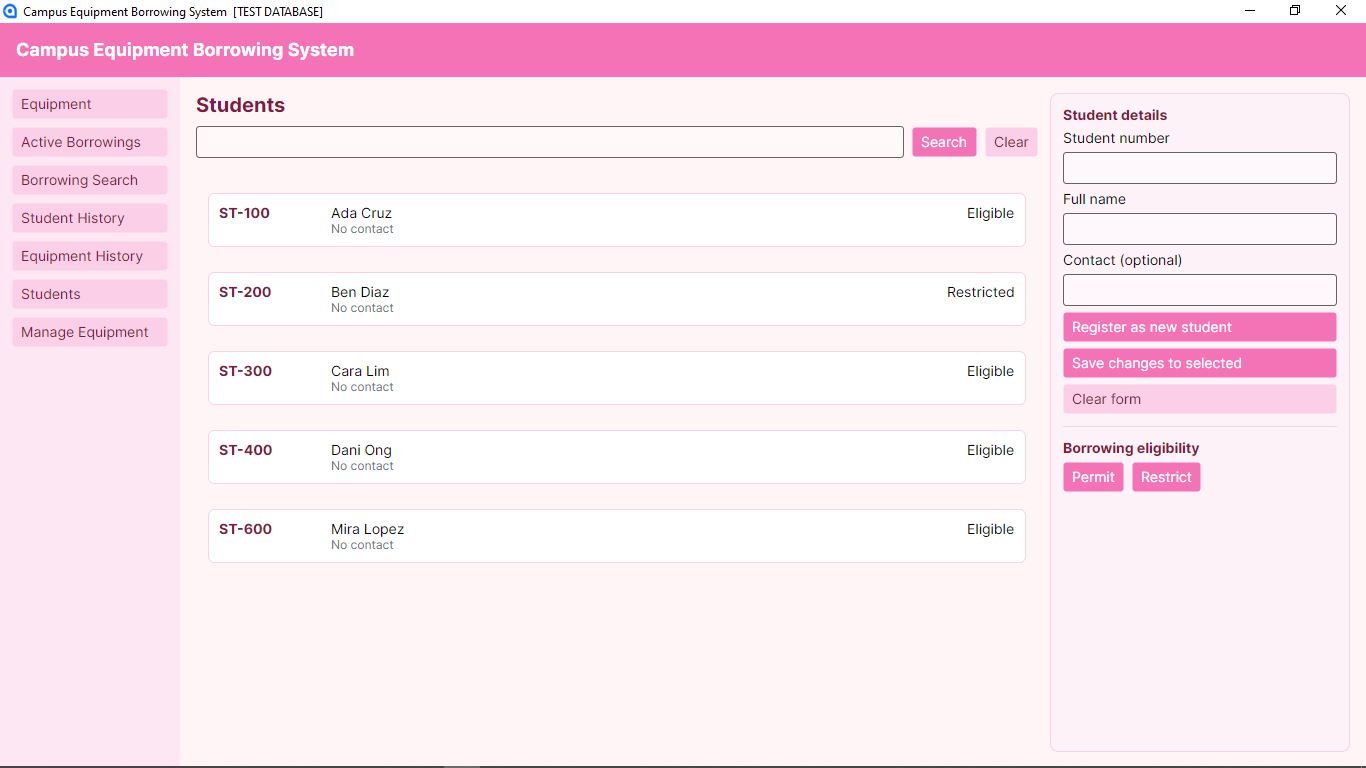 Campus Equipment Borrowing System [TEST DATABASE]
Campus Equipment Borrowing System
Equipment
Active Borrowings
Borrowing Search
Student History
Equipment History
Students
Manage Equipment
Students
Search
Clear
ST-100
Ada Cruz
No contact
Eligible
ST-200
Ben Diaz
No contact
Restricted
ST-300
Cara Lim
No contact
Eligible
ST-400
Dani Ong
No contact
Eligible
ST-600
Mira Lopez
No contact
Eligible
Student details
Student number
Full name
Contact (optional)
Register as new student
Save changes to selected
Clear form
Borrowing eligibility
Permit
Restrict